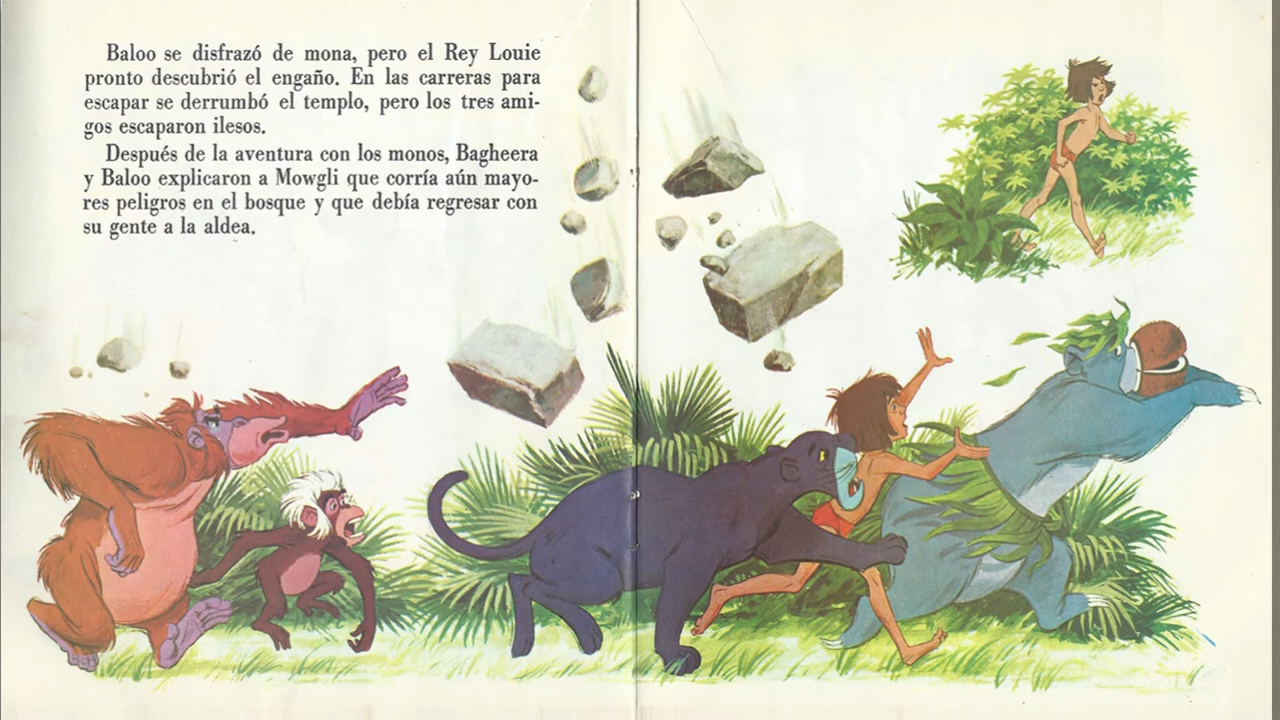 Baloo se disfrazó de mona, pero el Rey Louie
pronto descubrió el engaño. En las carreras para
escapar se derrumbó el templo, pero los tres ami-
gos escaparon ilesos.
Después de la aventura con los monos, Bagheera
y Baloo explicaron a Mowgli que corría aún mayo-
res peligros en el bosque y que debía regresar con
su gente a la aldea.